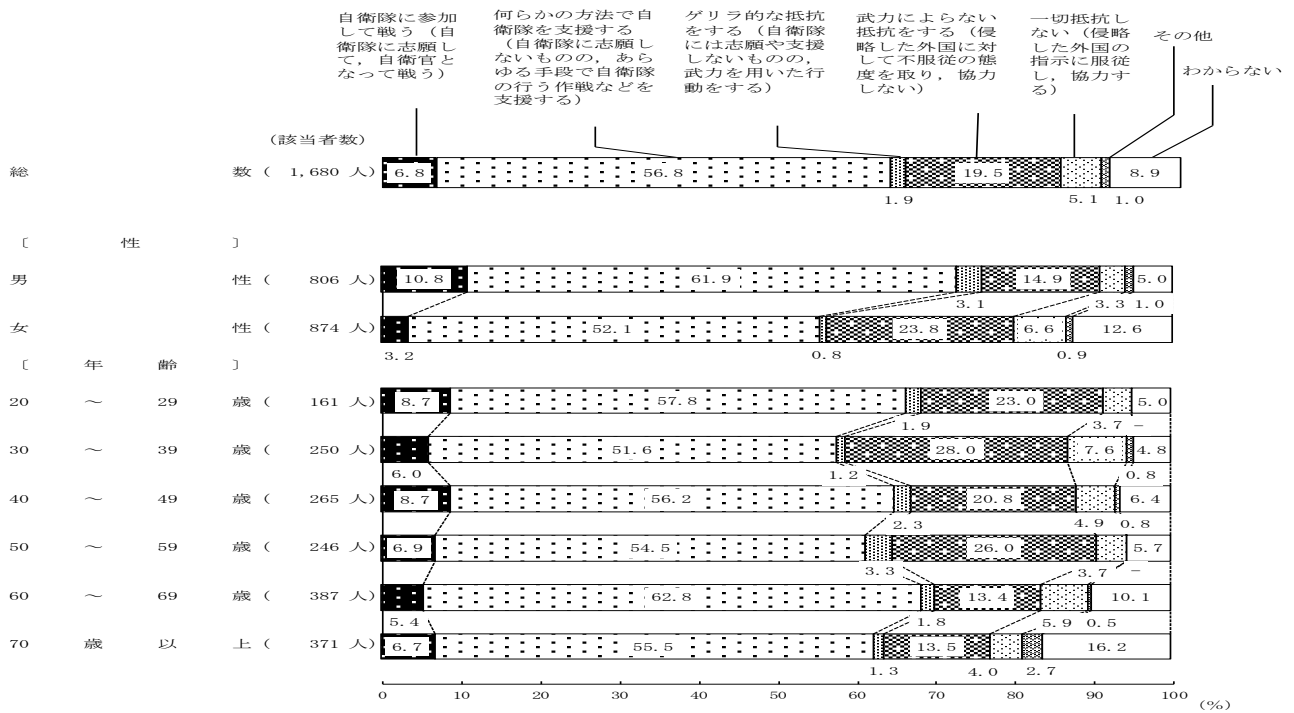 自衛隊に参加
して戦う(自
衛隊に志願し
て,自衛官と
なって戦う)
何らかの方法で自
衛隊を支援する
(自衛隊に志願し
ないものの,あら
ゆる手段で自衛隊
の行う作戦などを
支援する)
ゲリラ的な抵抗
をする(自衛隊
には志願や支援
しないものの,
武力を用いた行
動をする)
武力によらない
抵抗をする(侵
略した外国に対
して不服従の態
度を取り,協力
しない)
一切抵抗し
ない(侵略
した外国の
指示に服従
し,協力す
る)
その他
わからない
(該当者数)
総数( 1,680 人) 6.8 56.8 19.5 8.9
1.9 5.1 1.0
〔 性 〕
男性( 806 人) 10.8 61.9 14.9 5.0
3.1 3.3 1.0
女性( 874 人) 52.1 23.8 6.6 12.6
3.2 0.8 0.9
〔 年齢 〕
20 ~ 29 歳( 161 人) 8.7 57.8 23.0 5.0
1.9 3.7 -
30 ~ 39 歳( 250 人) 51.6 28.0 7.6 4.8
6.0 1.2 0.8
40 ~ 49 歳( 265 人) 8.7 56.2 20.8 6.4
2.3 4.9 0.8
50 ~ 59 歳( 246 人) 6.9 54.5 26.0 5.7
3.3 3.7 -
60 ~ 69 歳( 387 人) 62.8 13.4 10.1
5.4 1.8 5.9 0.5
70 歳以上( 371 人) 6.7 55.5 13.5 16.2
1.3 4.0 2.7
0 10 20 30 40 50 60 70 80 90 100
(%)